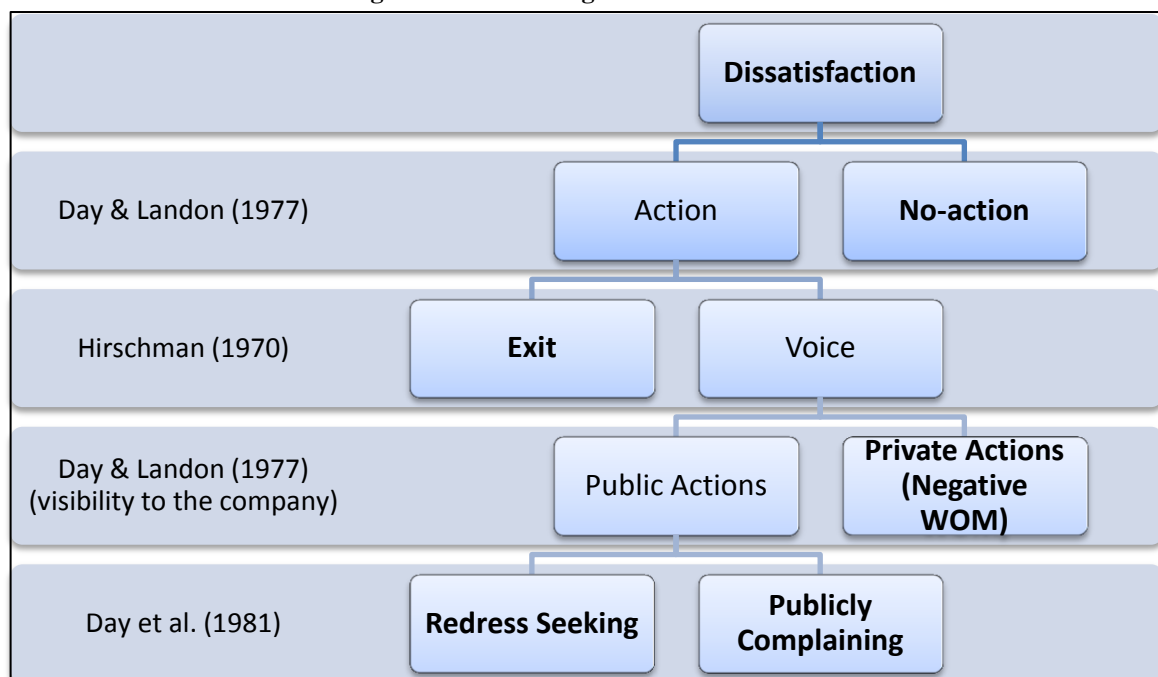 Dissatisfaction
Day & Landon (1977)
Action
No-action
Hirschman (1970)
Exit
Voice
Day & Landon (1977)
(visibility to the company)
Public Actions
Private Actions
(Negative
WOM)
Day et al. (1981)
Redress Seeking
Publicly
Complaining